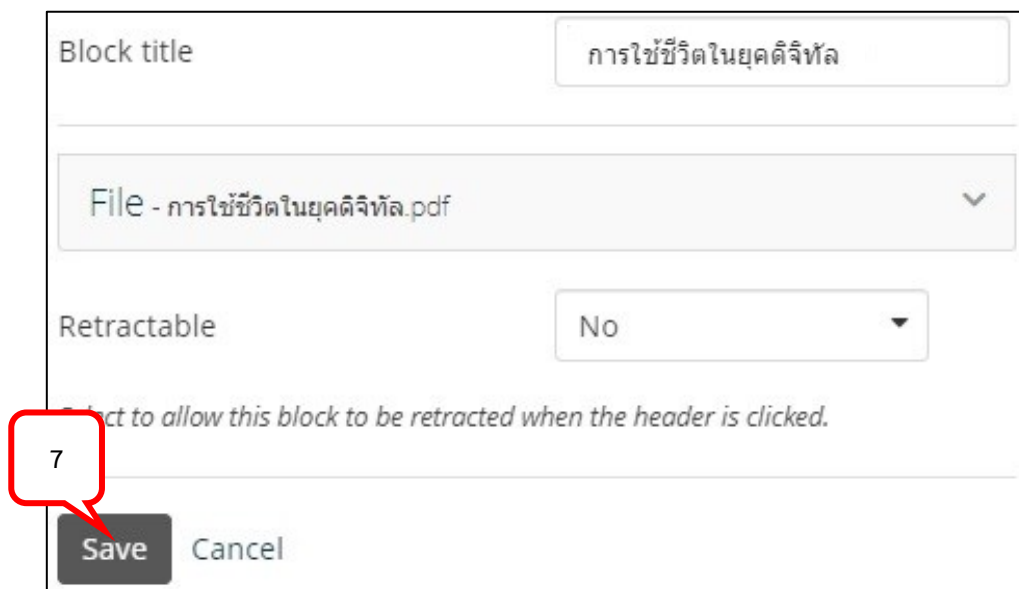 Block title
การใช้ชีวิตในยุคดิจิทัล
File - การใช้ชีวิตในยุคดิจิทัล.pdf
Retractable
No
to allow this block to be retracted when the header is clicked.
7
Save
Cancel